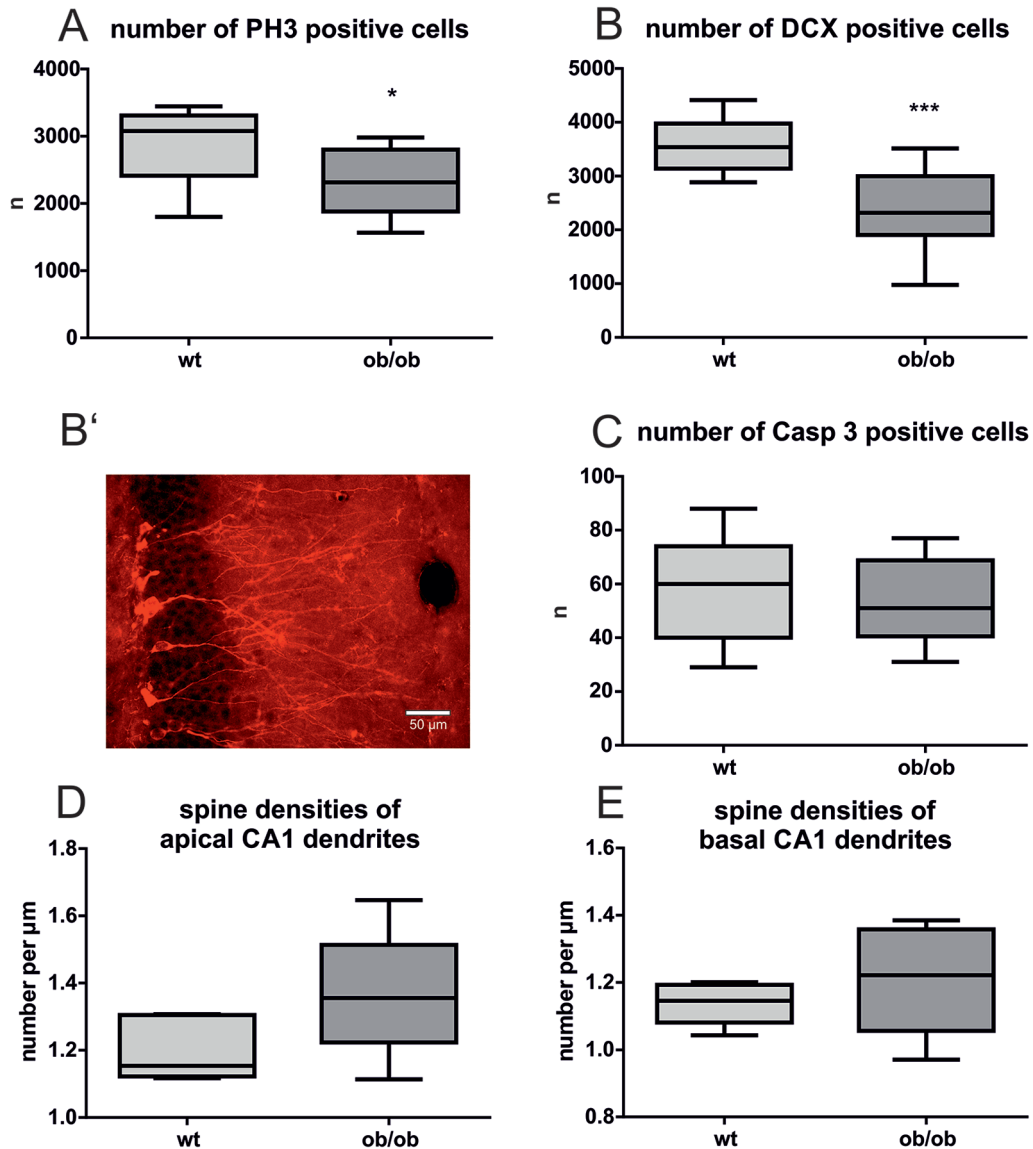 A number of PH3 positive cells
4000
3000
2000
1000
0
n
*
wt ob/ob
B number of DCX positive cells
5000
4000
3000
2000
1000
0
n
***
wt ob/ob
B‘
50 µm
C number of Casp 3 positive cells
100
80
60
40
20
0
n
wt ob/ob
D spine densities of
apical CA1 dendrites
1.8
1.6
1.4
1.2
1.0
number per µm
wt ob/ob
E spine densities of
basal CA1 dendrites
1.6
1.4
1.2
1.0
0.8
number per µm
wt ob/ob